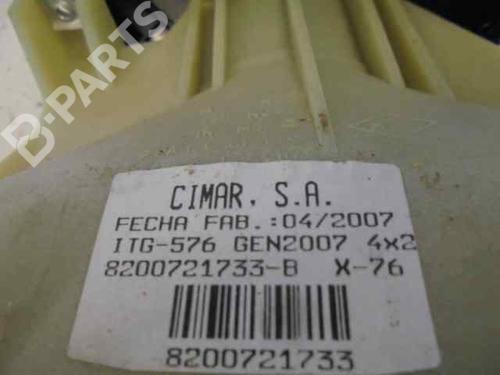 B-PARTS
CIMAR, S.A.
FECHA FAB.:04/2007
ITG-576 GEN2007 4x2
8200721733-B X-76
8200721733